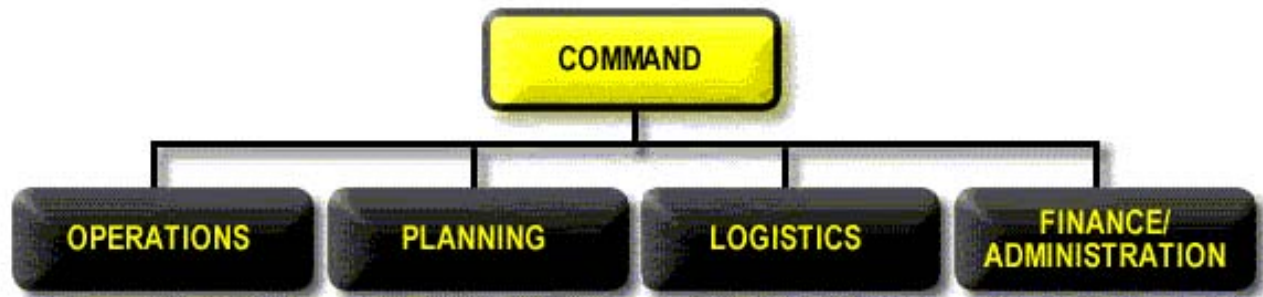 COMMAND
OPERATIONS
PLANNING
LOGISTICS
FINANCE/
ADMINISTRATION